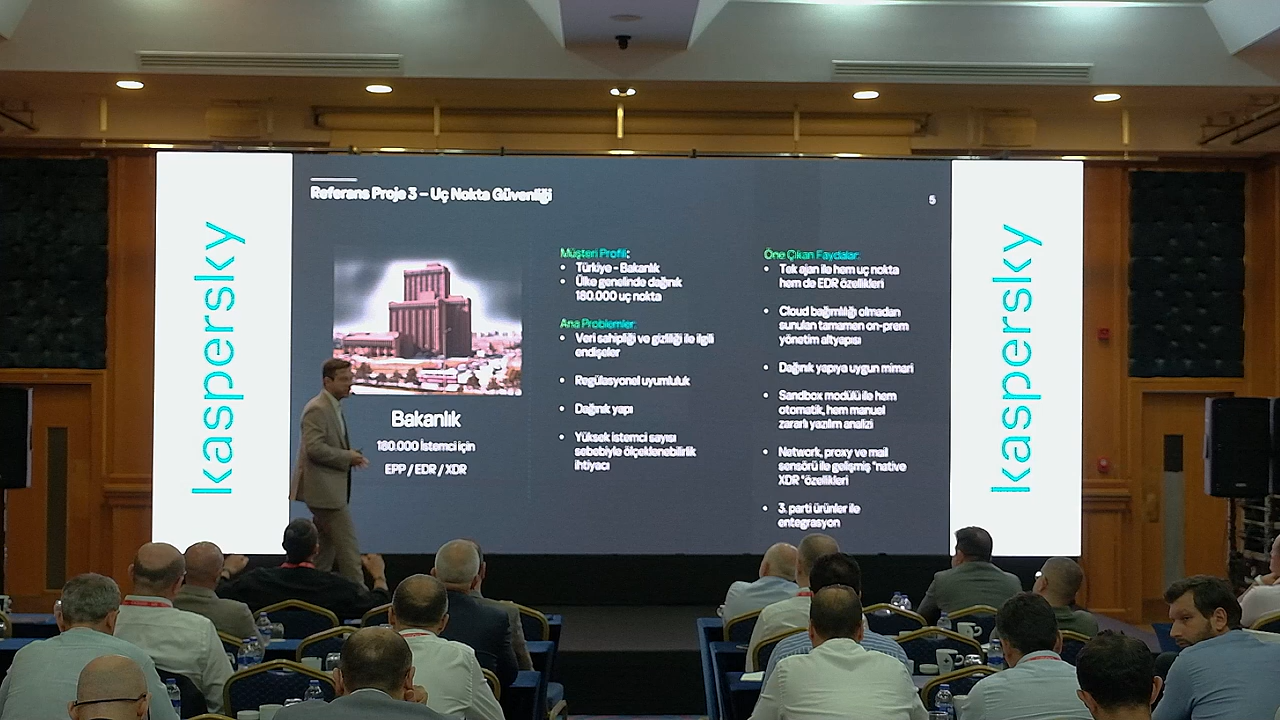 kaspersky
Referans Proje 3 – Uç Nokta Güvenliği
5
Bakanlık
180.000 İstemci için
EPP / EDR / XDR
Müşteri Profili:
• Türkiye - Bakanlık
• Ülke genelinde dağınık
180.000 uç nokta
Ana Problemler:
• Veri sahipliği ve gizliliği ile ilgili
endişeler
• Regülasyonel uyumluluk
• Dağınık yapı
• Yüksek istemci sayısı
sebebiyle ölçeklenebilirlik
ihtiyacı
Öne Çıkan Faydalar:
• Tek ajan ile hem uç nokta
hem de EDR özellikleri
• Cloud bağımlılığı olmadan
sunulan tamamen on-prem
yönetim altyapısı
• Dağınık yapıya uygun mimari
• Sandbox modülü ile hem
otomatik, hem manuel
zararlı yazılım analizi
• Network, proxy ve mail
sensörü ile gelişmiş "native
XDR "özellikleri
• 3. parti ürünler ile
entegrasyon
kaspersky